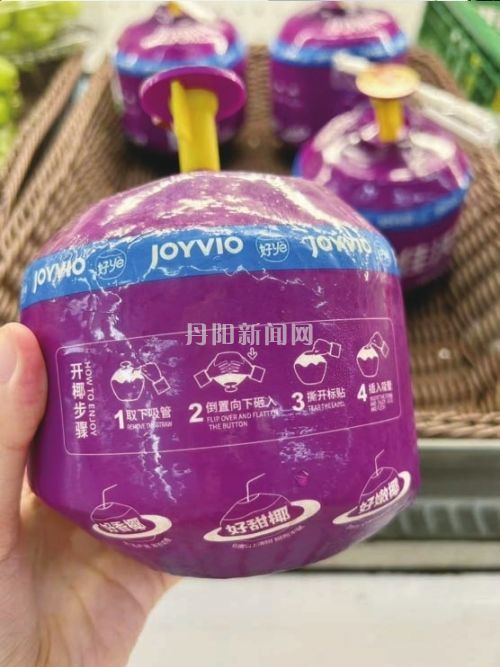 JOYVIO
JOYVIO 好Ye JOYVIO
丹阳新闻网
开椰步骤
HOW TO ENJOY
1 取下吸管
REMOVE THE STRAW
2 倒置向下砸入
FLIP OVER AND FLATTEN
THE BUTTON
3 撕开标贴
TEAR THE LABEL
4 插入吸管
好香椰
好甜椰
好嫩椰